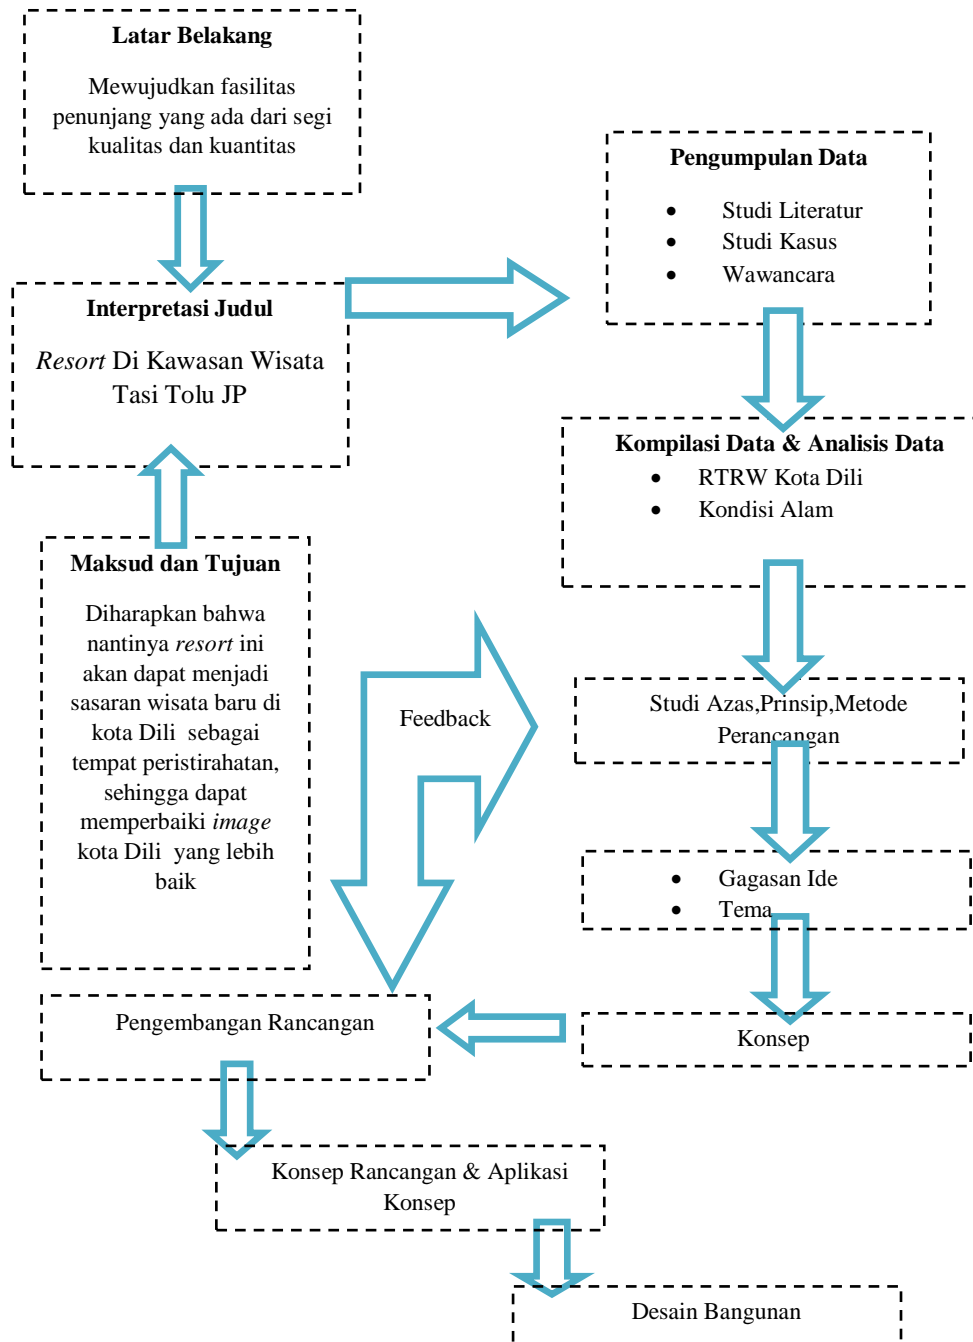 Latar Belakang
Mewujudkan fasilitas
penunjang yang ada dari segi
kualitas dan kuantitas
Interpretasi Judul
Resort Di Kawasan Wisata
Tasi Tolu JP
Maksud dan Tujuan
Diharapkan bahwa
nantinya resort ini
akan dapat menjadi
sasaran wisata baru di
kota Dili sebagai
tempat peristirahatan,
sehingga dapat
memperbaiki image
kota Dili yang lebih
baik
Pengumpulan Data
• Studi Literatur
• Studi Kasus
• Wawancara
Kompilasi Data & Analisis Data
• RTRW Kota Dili
• Kondisi Alam
Studi Azas,Prinsip,Metode
Perancangan
Feedback
• Gagasan Ide
• Tema
Konsep
Pengembangan Rancangan
Konsep Rancangan & Aplikasi
Konsep
Desain Bangunan